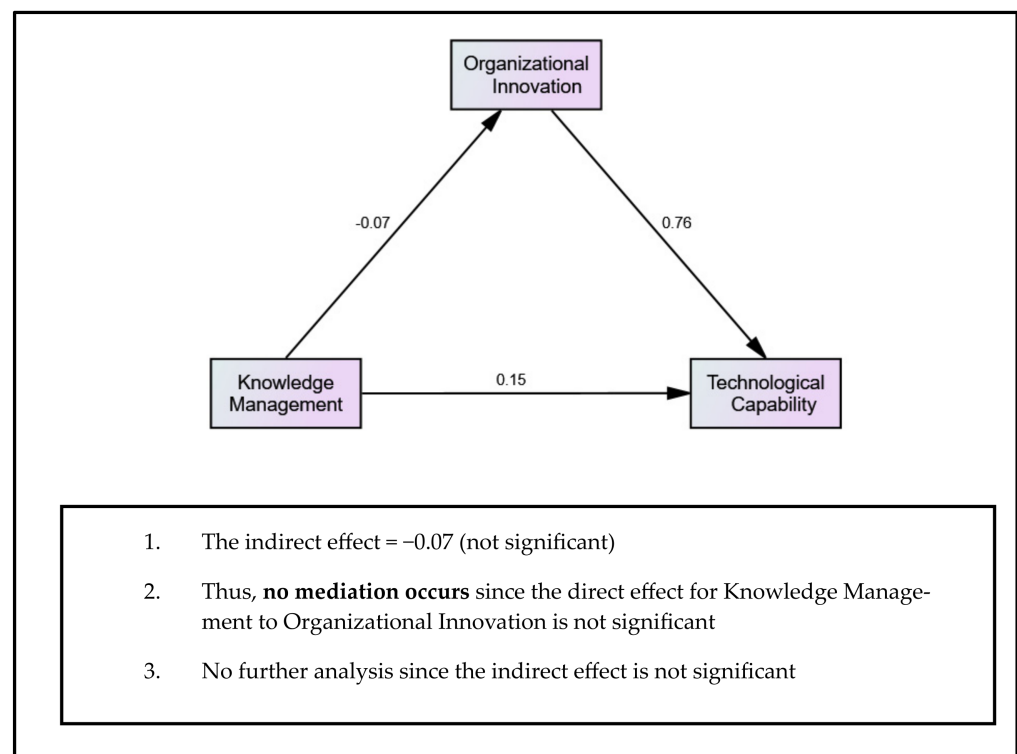 Organizational
Innovation
-0.07
0.76
Knowledge
Management
0.15
Technological
Capability
1. The indirect effect = −0.07 (not significant)
2. Thus, no mediation occurs since the direct effect for Knowledge Manage-
ment to Organizational Innovation is not significant
3. No further analysis since the indirect effect is not significant